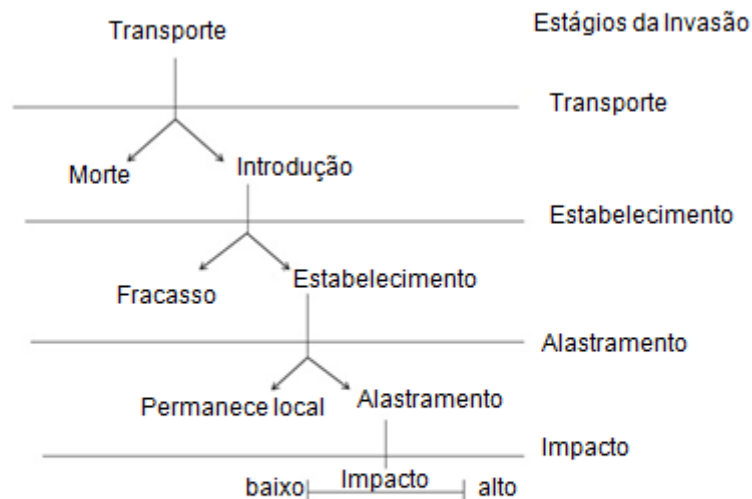 Estágios da Invasão
Transporte
Transporte
Morte
Introdução
Estabelecimento
Fracasso
Estabelecimento
Alastramento
Permanece local
Alastramento
Impacto
baixo
Impacto
alto